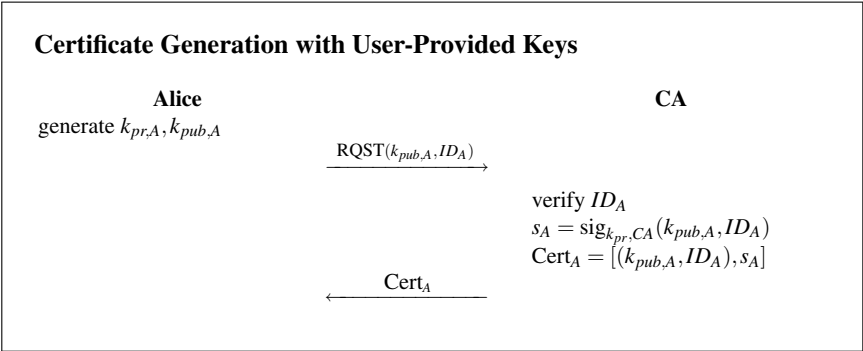 Certificate Generation with User-Provided Keys
Alice CA
generate k_{pr,A}, k_{pub,A}
RQST(k_{pub,A}, ID_A)
verify ID_A
s_A = sig_{k_{pr},CA}(k_{pub,A}, ID_A)
Cert_A = [(k_{pub,A}, ID_A), s_A]
Cert_A